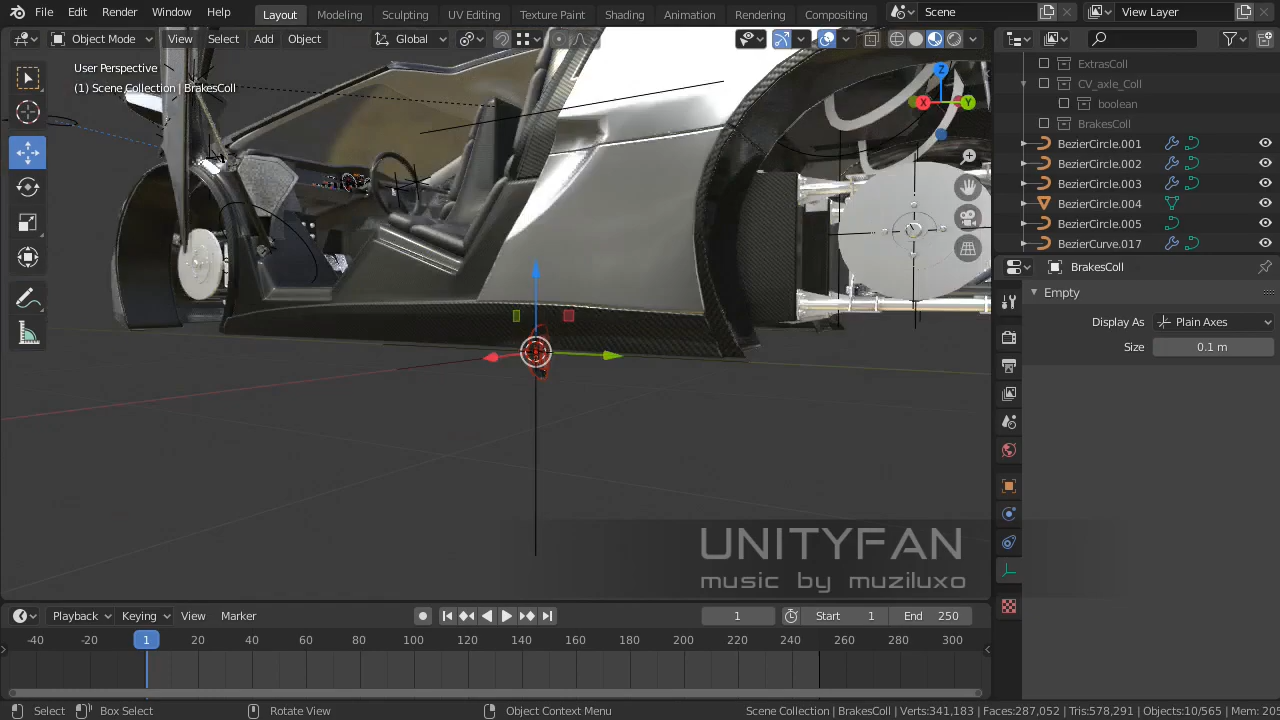 File Edit Render Window Help
Layout Modeling Sculpting UV Editing Texture Paint Shading Animation Rendering Compositing
Scene
View Layer
Object Mode
View Select Add Object
Global
User Perspective
(1) Scene Collection | BrakesColl
Z
X
Y
ExtrasColl
CV_axle_Coll
boolean
BrakesColl
BezierCircle.001
BezierCircle.002
BezierCircle.003
BezierCircle.004
BezierCircle.005
BezierCurve.017
BrakesColl
Empty
Display As Plain Axes
Size 0.1 m
UNITYFAN
music by muziluxo
Playback Keying View Marker
1
Start 1
End 250
-40 -20 1 20 40 60 80 100 120 140 160 180 200 220 240 260 280 300
Select Box Select Rotate View Object Context Menu
Scene Collection | BrakesColl | Verts:341,183 | Faces:287,052 | Tris:578,291 | Objects:10/565 | Mem: 205